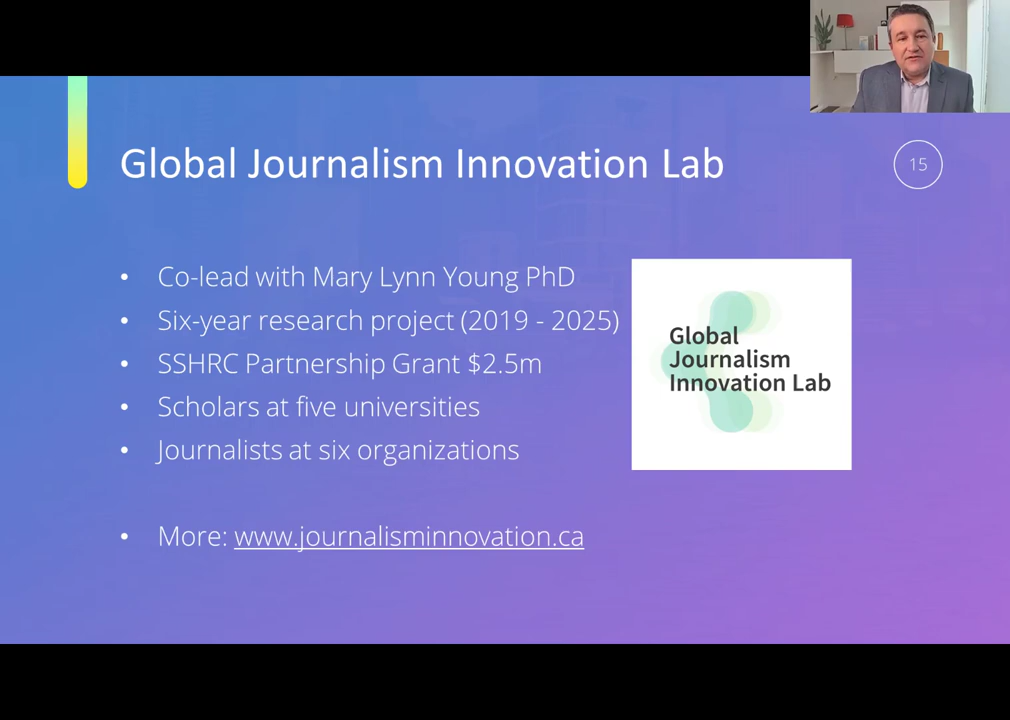 Global Journalism Innovation Lab
15
• Co-lead with Mary Lynn Young PhD
• Six-year research project (2019 - 2025)
• SSHRC Partnership Grant $2.5m
• Scholars at five universities
• Journalists at six organizations
• More: www.journalisminnovation.ca
Global
Journalism
Innovation Lab